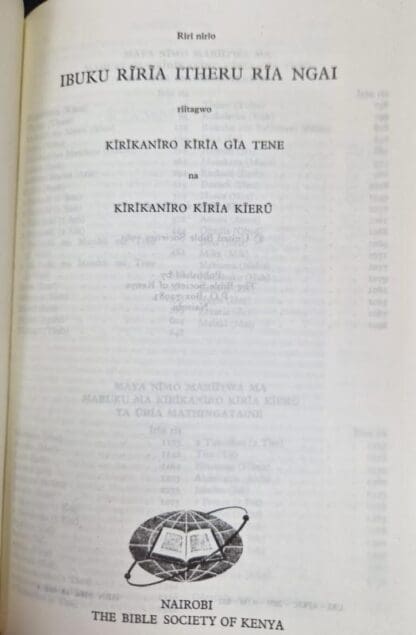 Rĩrĩ nĩrĩo
IBUKU RĨRĨA ITHERU RĨA NGAI
rĩĩtagwo
KĨRĨKANĨRO KĨRĨA GĨA TENE
na
KĨRĨKANĨRO KĨRĨA KĨERŨ
NAIROBI
THE BIBLE SOCIETY OF KENYA